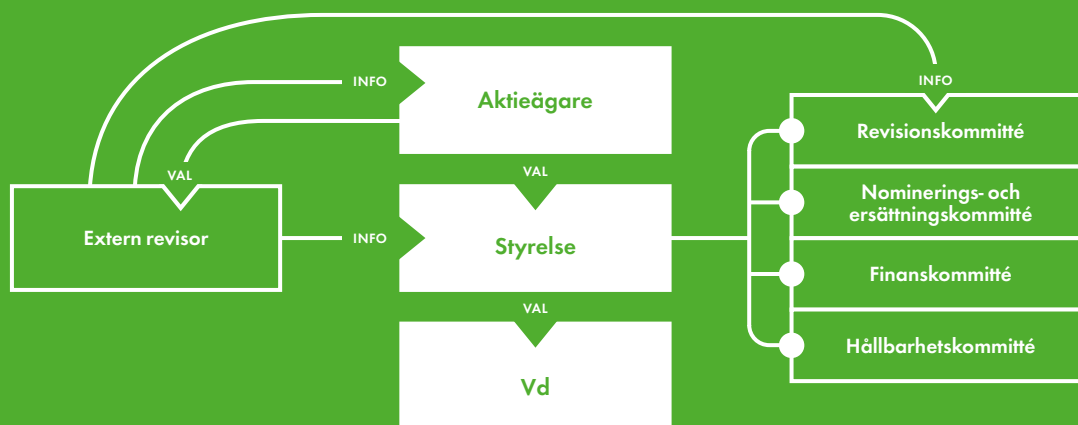 INFO
INFO
Aktieägare
Revisionskommitté
VAL
VAL
Nominerings- och
ersättningskommitté
Extern revisor
INFO
Styrelse
Finanskommitté
VAL
Hållbarhetskommitté
Vd